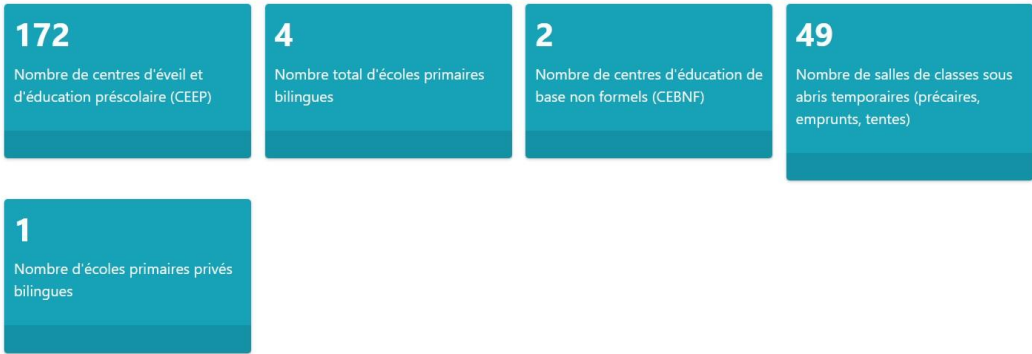 172
Nombre de centres d'éveil et
d'éducation préscolaire (CEEP)
4
Nombre total d'écoles primaires
bilingues
2
Nombre de centres d'éducation de
base non formels (CEBNF)
49
Nombre de salles de classes sous
abris temporaires (précaires,
emprunts, tentes)
1
Nombre d'écoles primaires privés
bilingues